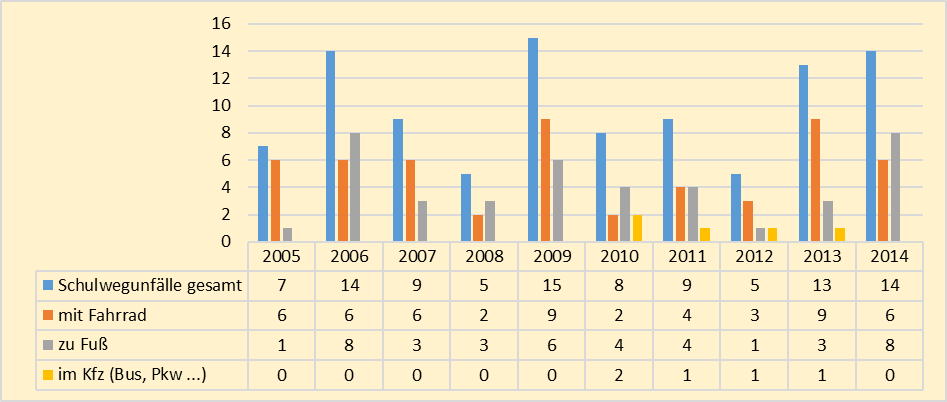 16
14
12
10
8
6
4
2
0
2005 2006 2007 2008 2009 2010 2011 2012 2013 2014
Schulwegunfälle gesamt 7 14 9 5 15 8 9 5 13 14
mit Fahrrad 6 6 6 2 9 2 4 3 9 6
zu Fuß 1 8 3 3 6 4 4 1 3 8
im Kfz (Bus, Pkw ...) 0 0 0 0 0 2 1 1 1 0